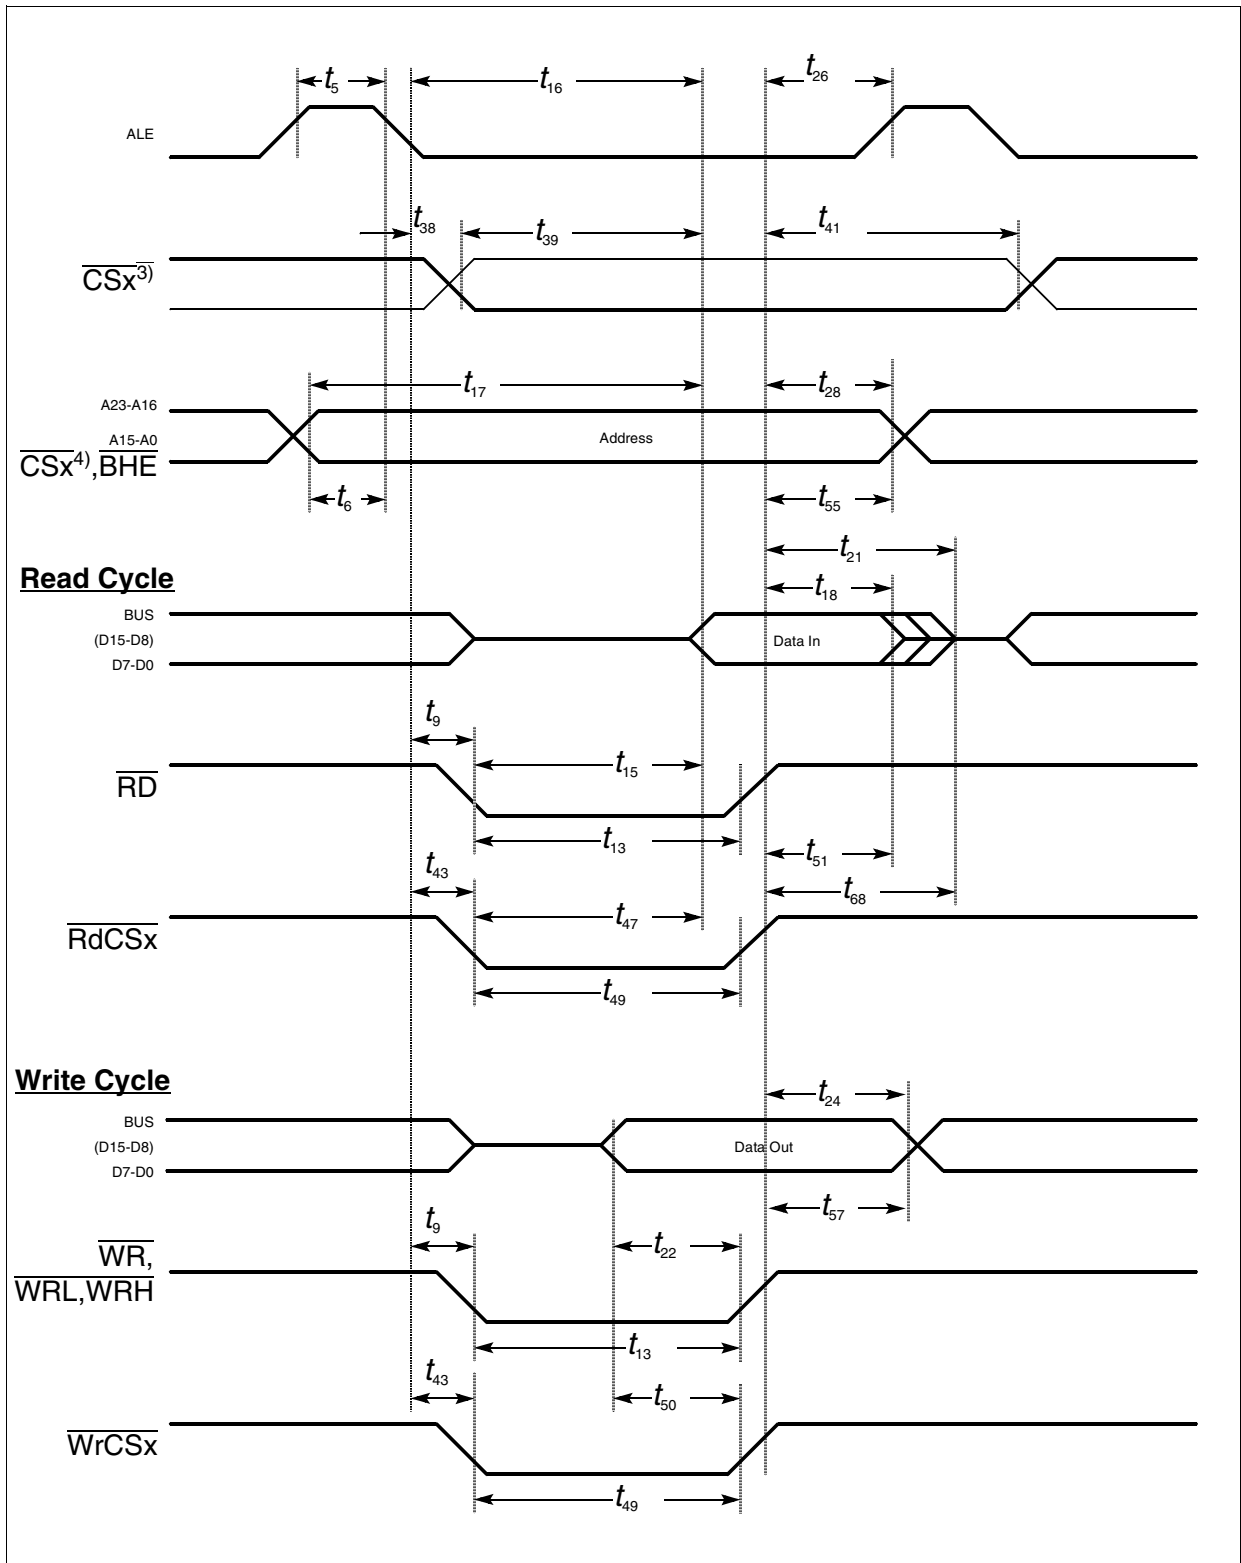 t5 t16 t26
ALE
t38 t39 t41
CSx3)
t17 t28
A23-A16
A15-A0
Address
CSx4),BHE
t6 t55
t21
Read Cycle
t18
BUS
(D15-D8)
Data In
D7-D0
t9
t15
RD
t13
t51
t43
t68
t47
RdCSx
t49
Write Cycle
t24
BUS
(D15-D8)
Data Out
D7-D0
t57
t9
t22
WR,
WRL,WRH
t13
t43
t50
WrCSx
t49